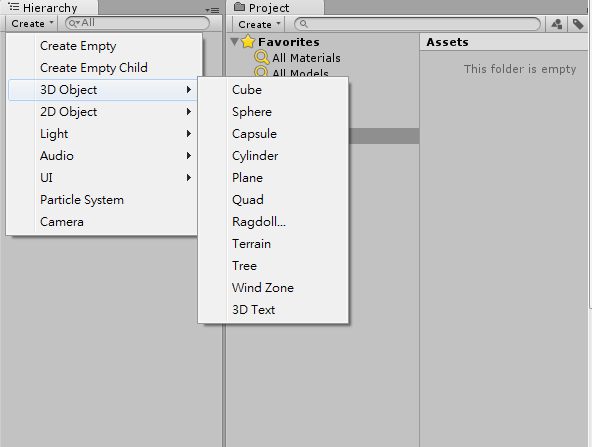 Hierarchy
Create
All
Create Empty
Create Empty Child
3D Object
2D Object
Light
Audio
UI
Particle System
Camera
Cube
Sphere
Capsule
Cylinder
Plane
Quad
Ragdoll...
Terrain
Tree
Wind Zone
3D Text
Project
Create
Favorites
All Materials
All Models
Assets
This folder is empty